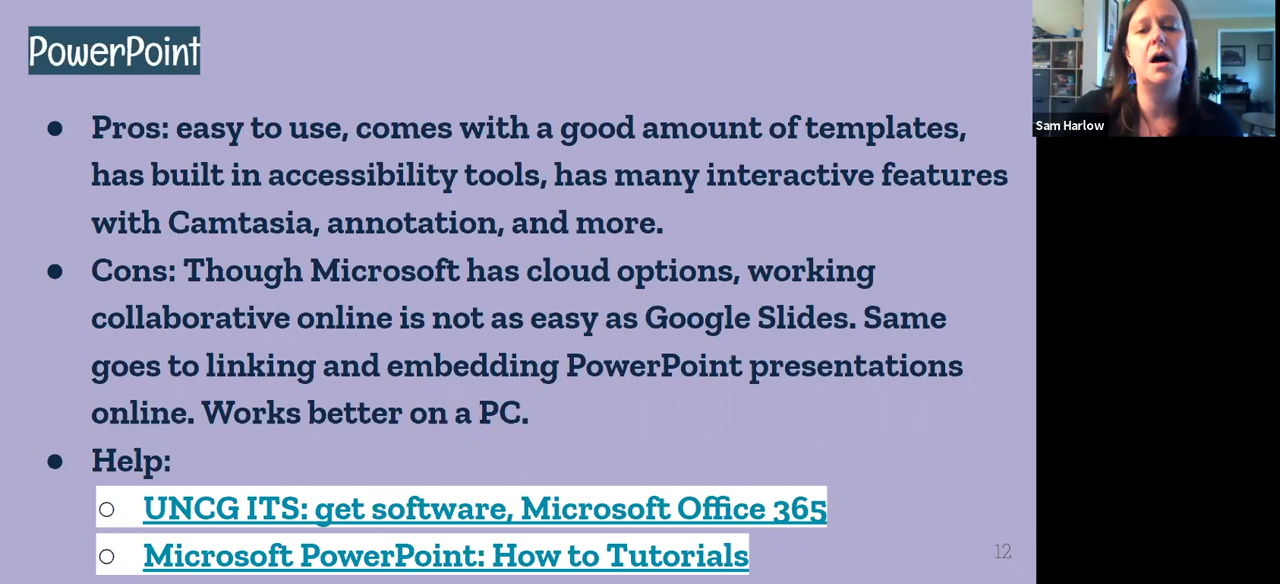 PowerPoint
● Pros: easy to use, comes with a good amount of templates,
has built in accessibility tools, has many interactive features
with Camtasia, annotation, and more.
● Cons: Though Microsoft has cloud options, working
collaborative online is not as easy as Google Slides. Same
goes to linking and embedding PowerPoint presentations
online. Works better on a PC.
● Help:
○ UNCG ITS: get software, Microsoft Office 365
○ Microsoft PowerPoint: How to Tutorials
12
Sam Harlow